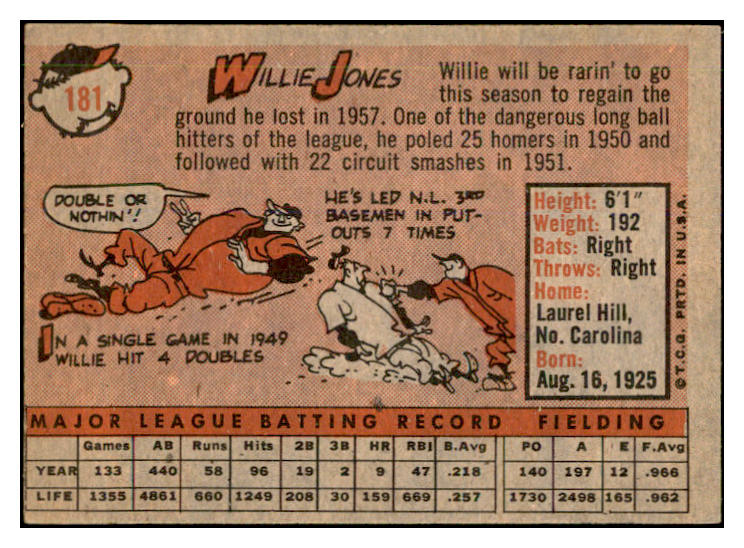 181
WILLIE JONES
Willie will be rarin' to go
this season to regain the
ground he lost in 1957. One of the dangerous long ball
hitters of the league, he poled 25 homers in 1950 and
followed with 22 circuit smashes in 1951.
DOUBLE OR
NOTHIN'!
HE'S LED N.L. 3RD
BASEMEN IN PUT-
OUTS 7 TIMES
IN A SINGLE GAME IN 1949
WILLIE HIT 4 DOUBLES
Height: 6'1"
Weight: 192
Bats: Right
Throws: Right
Home:
Laurel Hill,
No. Carolina
Born:
Aug. 16, 1925
© T.C.G. PRTD. IN U.S.A.
MAJOR LEAGUE BATTING RECORD FIELDING
Games AB Runs Hits 2B 3B HR RBI B.Avg PO A E F.Avg
YEAR 133 440 58 96 19 2 9 47 .218 140 197 12 .966
LIFE 1355 4861 660 1249 208 30 159 669 .257 1730 2498 165 .962